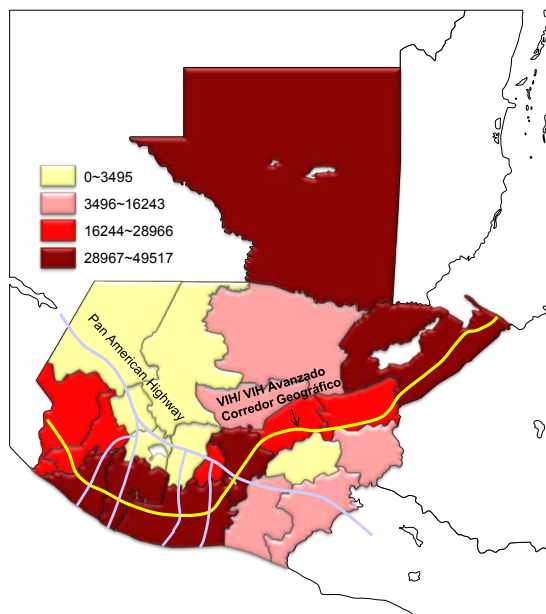 0~3495
3496~16243
16244~28966
28967~49517
Pan American Highway
VIH/ VIH Avanzado
Corredor Geográfico